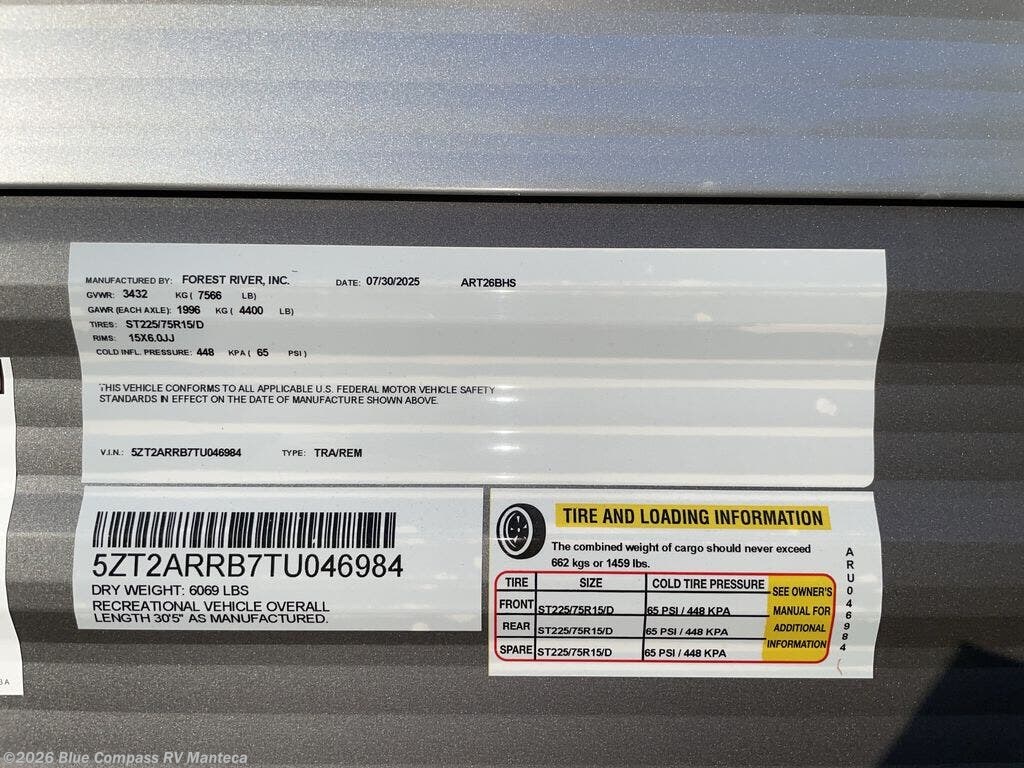 MANUFACTURED BY: FOREST RIVER, INC. DATE: 07/30/2025 ART26BHS
GVWR: 3432 KG ( 7566 LB)
GAWR (EACH AXLE): 1996 KG ( 4400 LB)
TIRES: ST225/75R15/D
RIMS: 15X6.0JJ
COLD INFL. PRESSURE: 448 KPA ( 65 PSI )
THIS VEHICLE CONFORMS TO ALL APPLICABLE U.S. FEDERAL MOTOR VEHICLE SAFETY
STANDARDS IN EFFECT ON THE DATE OF MANUFACTURE SHOWN ABOVE.
V.I.N.: 5ZT2ARRB7TU046984 TYPE: TRA/REM
5ZT2ARRB7TU046984
DRY WEIGHT: 6069 LBS
RECREATIONAL VEHICLE OVERALL
LENGTH 30'5" AS MANUFACTURED.
TIRE AND LOADING INFORMATION
The combined weight of cargo should never exceed
662 kgs or 1459 lbs.
TIRE SIZE COLD TIRE PRESSURE
FRONT ST225/75R15/D 65 PSI / 448 KPA
REAR ST225/75R15/D 65 PSI / 448 KPA
SPARE ST225/75R15/D 65 PSI / 448 KPA
SEE OWNER'S
MANUAL FOR
ADDITIONAL
INFORMATION
ARU046984
©2026 Blue Compass RV Manteca